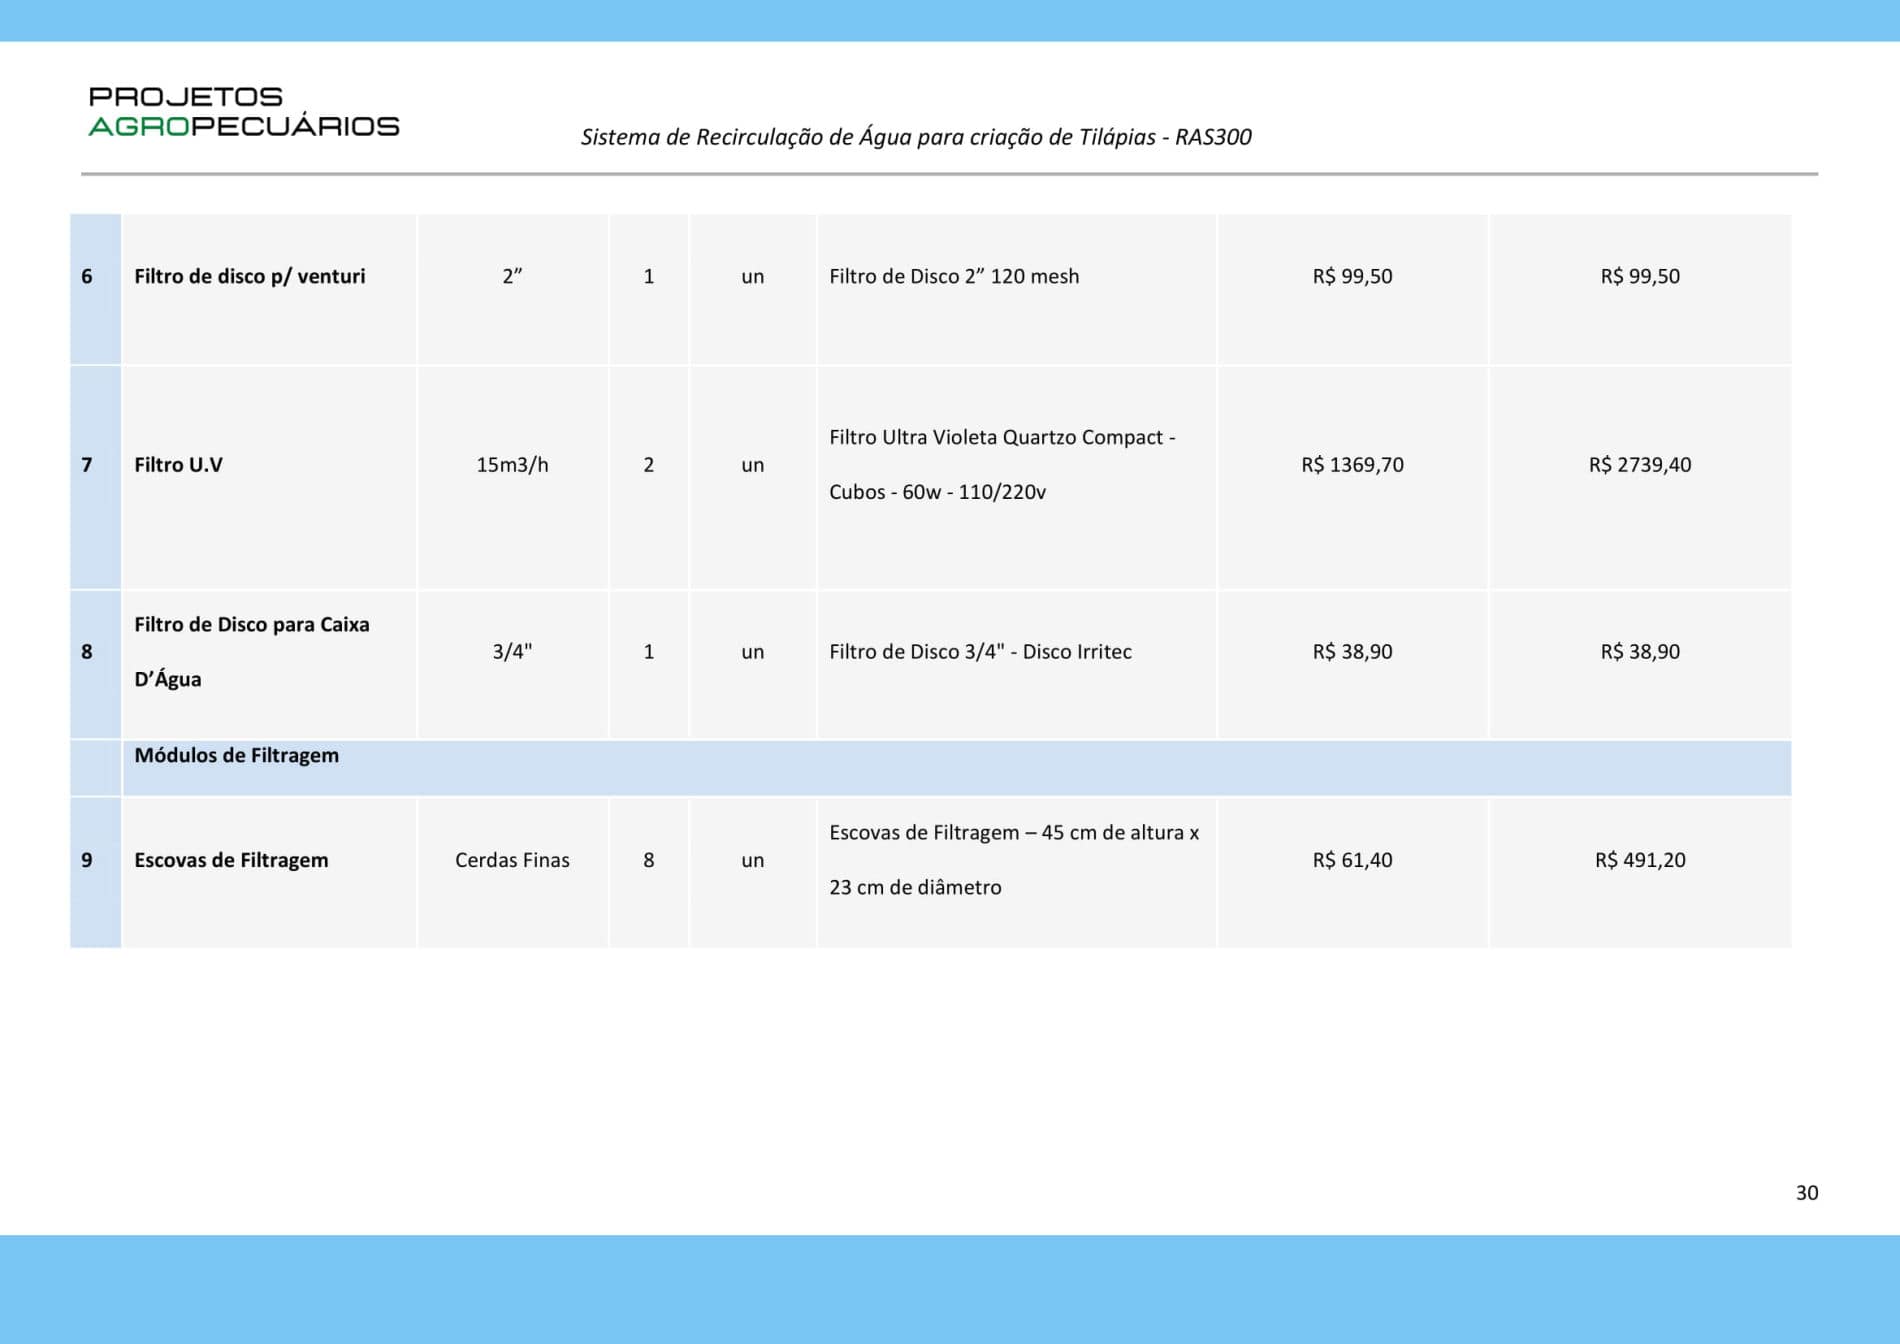 PROJETOS
AGROPECUÁRIOS
Sistema de Recirculação de Água para criação de Tilápias - RAS300
6 Filtro de disco p/ venturi 2” 1 un Filtro de Disco 2” 120 mesh R$ 99,50 R$ 99,50
Filtro Ultra Violeta Quartzo Compact -
7 Filtro U.V 15m3/h 2 un R$ 1369,70 R$ 2739,40
Cubos - 60w - 110/220v
Filtro de Disco para Caixa
8 3/4" 1 un Filtro de Disco 3/4" - Disco Irritec R$ 38,90 R$ 38,90
D’Água
Módulos de Filtragem
Escovas de Filtragem – 45 cm de altura x
9 Escovas de Filtragem Cerdas Finas 8 un R$ 61,40 R$ 491,20
23 cm de diâmetro
30